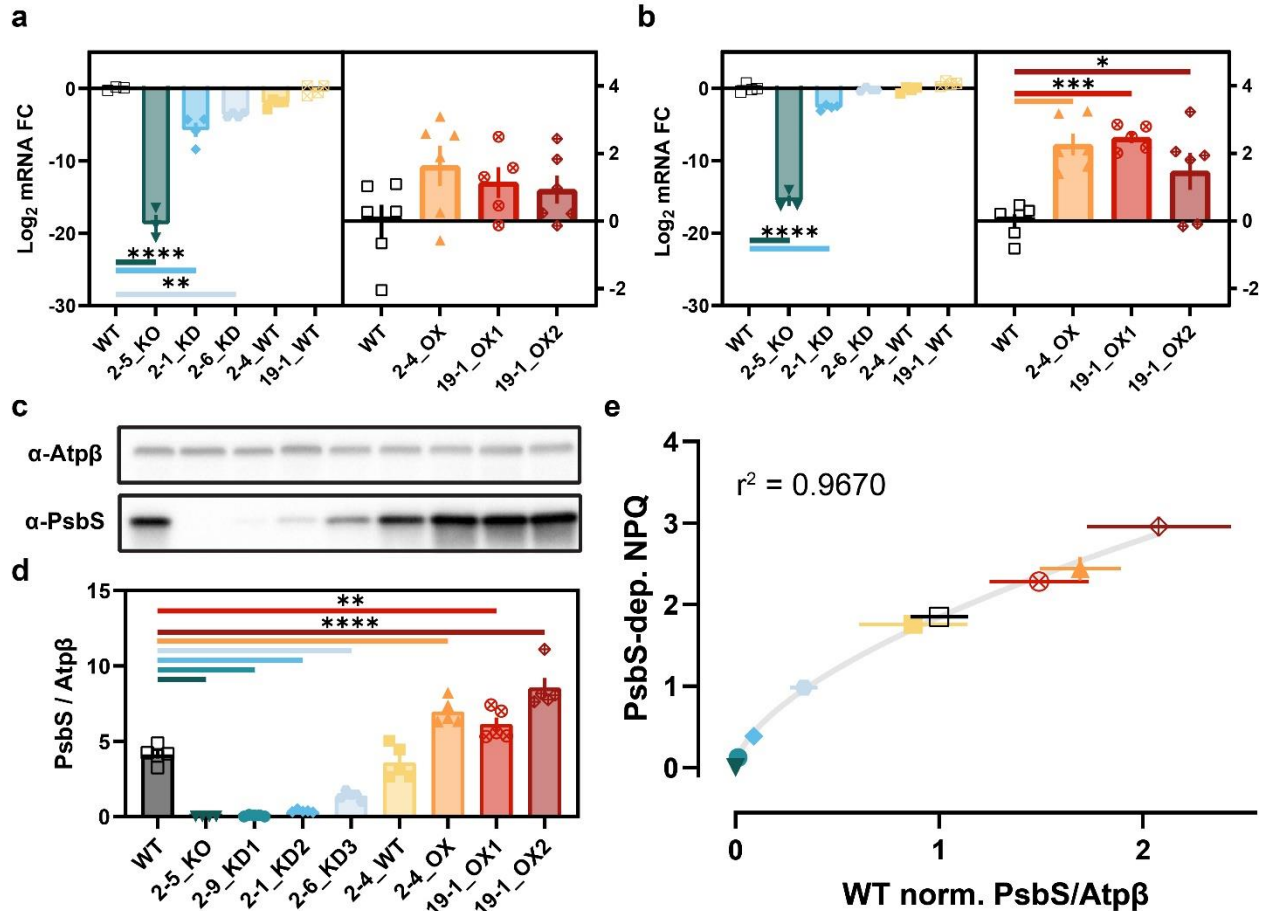 a
Log₂ mRNA FC
0
-10
-20
-30
****
**
4
2
0
-2
WT
2-5_KO
2-1_KD
2-6_KD
2-4_WT
19-1_WT
WT
2-4_OX
19-1_OX1
19-1_OX2
b
Log₂ mRNA FC
0
-10
-20
-30
****
*
***
4
2
0
-2
WT
2-5_KO
2-1_KD
2-6_KD
2-4_WT
19-1_WT
WT
2-4_OX
19-1_OX1
19-1_OX2
c
α-Atpβ
α-PsbS
d
PsbS / Atpβ
15
10
5
0
**
****
WT
2-5_KO
2-9_KD1
2-1_KD2
2-6_KD3
2-4_WT
2-4_OX
19-1_OX1
19-1_OX2
e
PsbS-dep. NPQ
4
3
2
1
0
r² = 0.9670
0
1
2
WT norm. PsbS/Atpβ